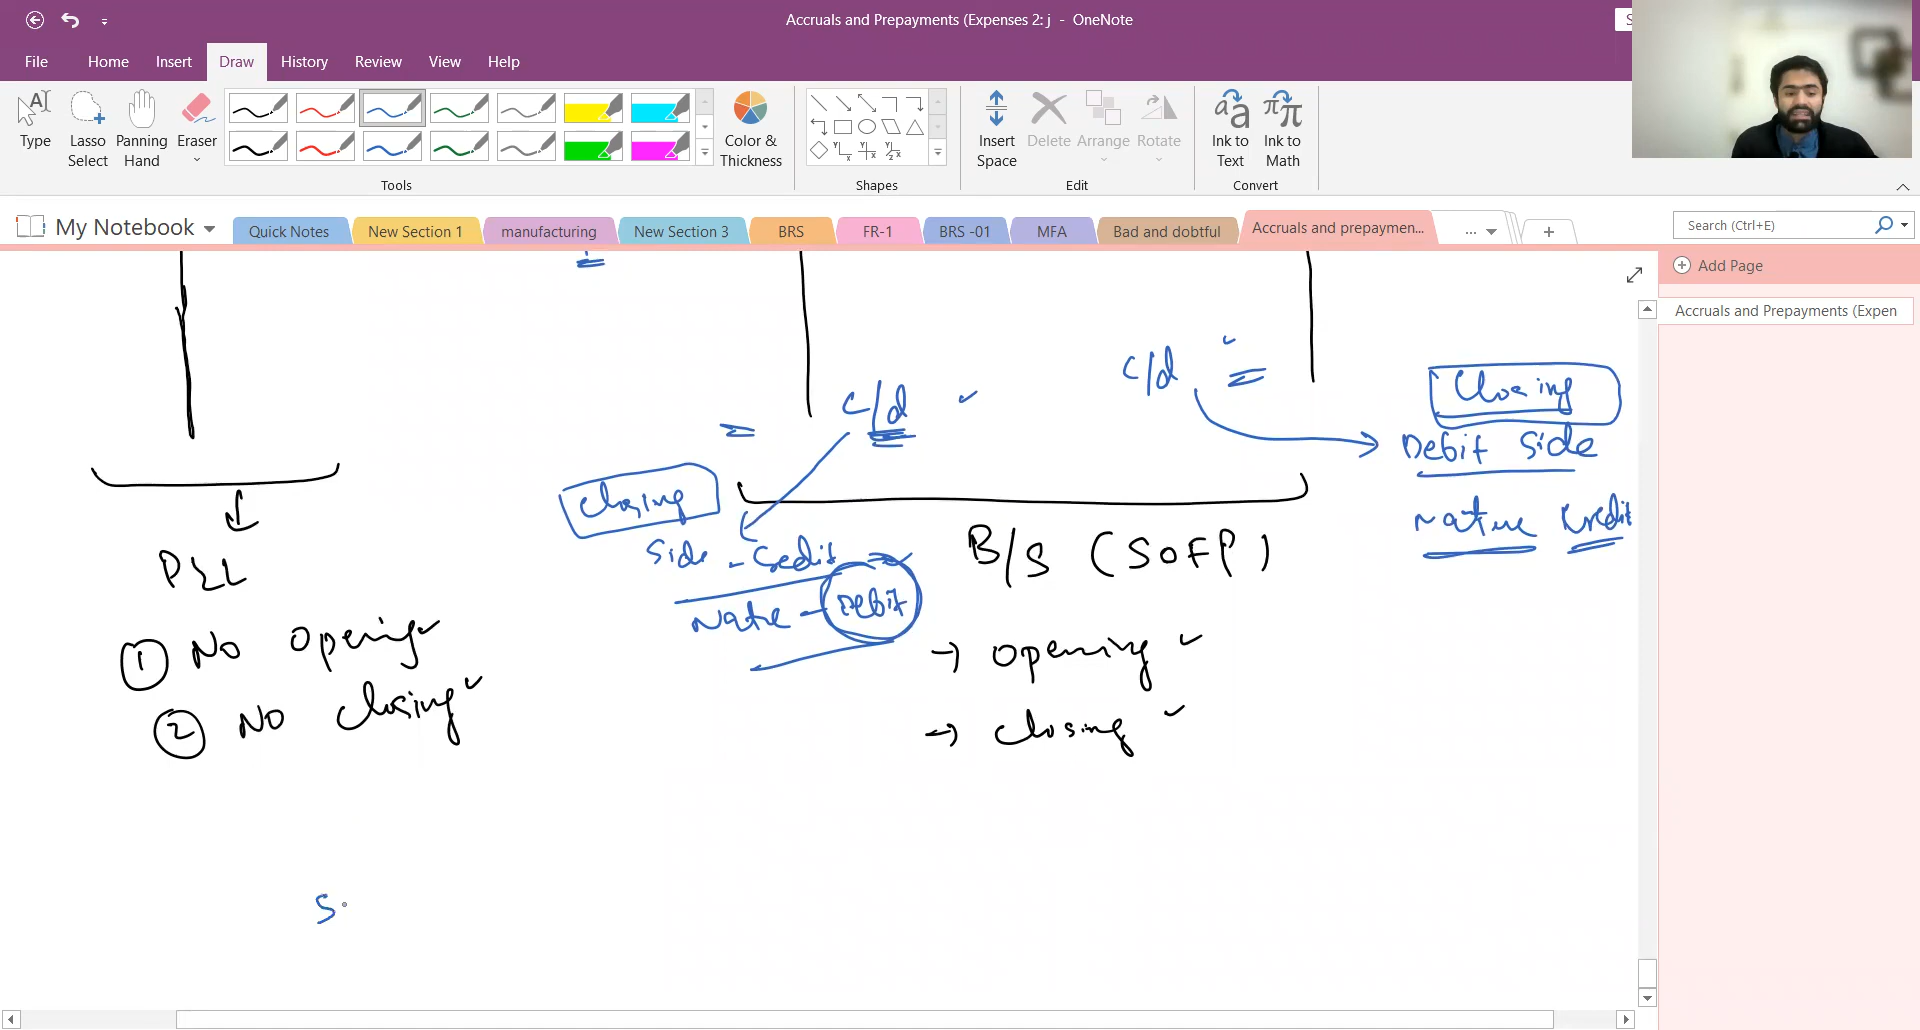 Accruals and Prepayments (Expenses 2: j - OneNote
File Home Insert Draw History Review View Help
Type
Lasso Select
Panning Hand
Eraser
Color & Thickness
Insert Space
Delete
Arrange
Rotate
Ink to Text
Ink to Math
Tools Shapes Edit Convert
My Notebook
Quick Notes
New Section 1
manufacturing
New Section 3
BRS
FR-1
BRS -01
MFA
Bad and doubtful
Accruals and prepaymen...
...
Search (Ctrl+E)
Add Page
Accruals and Prepayments (Expen
c/d
c/d
Closing
Debit Side
Nature Kredit
Closing
Side - Credit
Nature - Debit
P&L
① No Opening
② No Closing
B/S (SOFP)
→ Opening
→ Closing
S